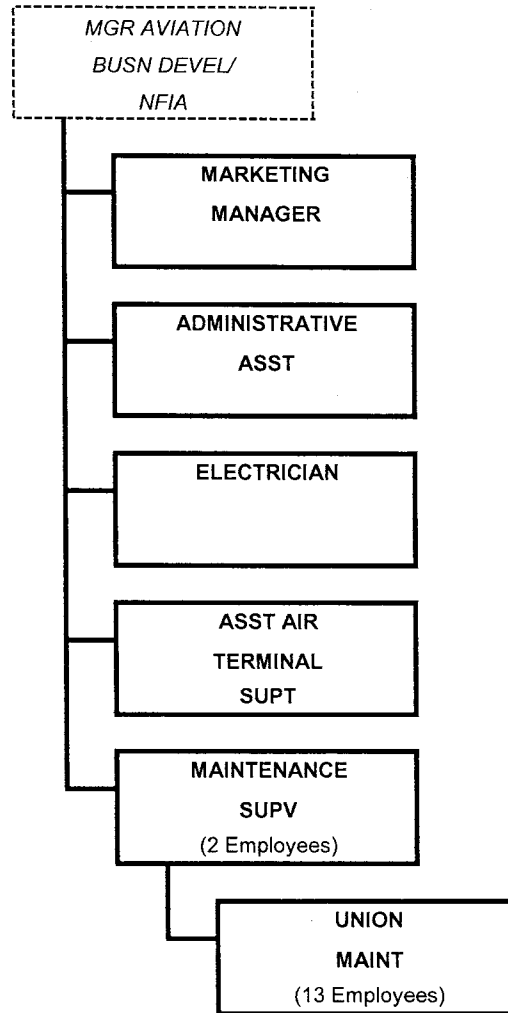 MGR AVIATION
BUSN DEVEL/
NFIA
MARKETING
MANAGER
ADMINISTRATIVE
ASST
ELECTRICIAN
ASST AIR
TERMINAL
SUPT
MAINTENANCE
SUPV
(2 Employees)
UNION
MAINT
(13 Employees)